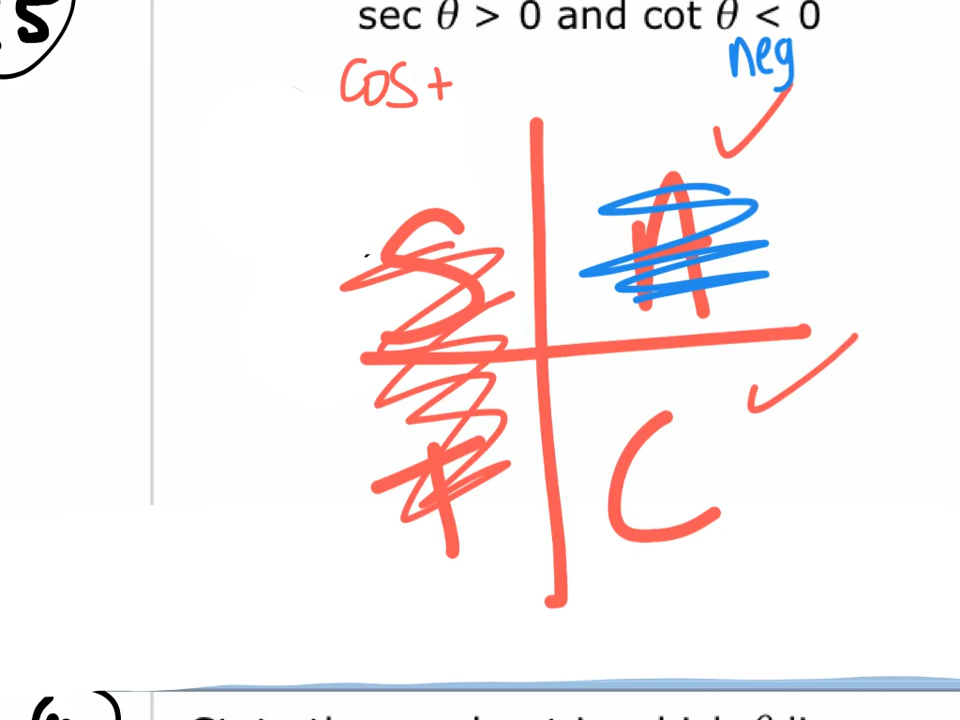 sec θ > 0 and cot θ < 0
5
cos +
neg
S
A
T
C